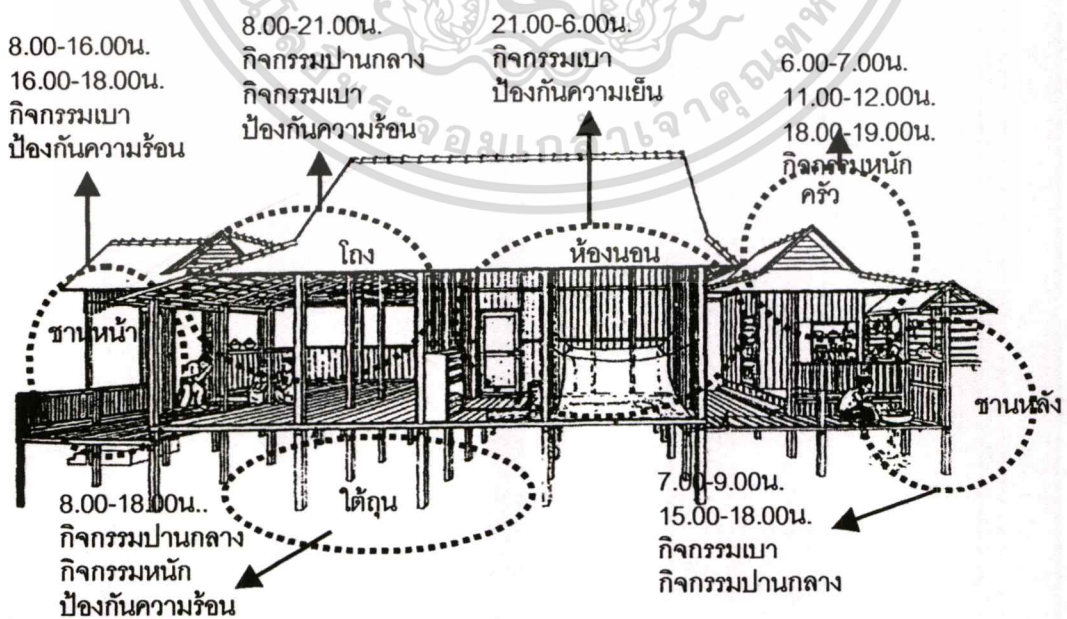 8.00-16.00น.
16.00-18.00น.
กิจกรรมเบา
ป้องกันความร้อน
8.00-21.00น.
กิจกรรมปานกลาง
กิจกรรมเบา
ป้องกันความร้อน
21.00-6.00น.
กิจกรรมเบา
ป้องกันความเย็น
6.00-7.00น.
11.00-12.00น.
18.00-19.00น.
กิจกรรมหนัก
ครัว
โถง
ห้องนอน
ชานหน้า
ชานหลัง
ใต้ถุน
8.00-18.00น..
กิจกรรมปานกลาง
กิจกรรมหนัก
ป้องกันความร้อน
7.00-9.00น.
15.00-18.00น.
กิจกรรมเบา
กิจกรรมปานกลาง